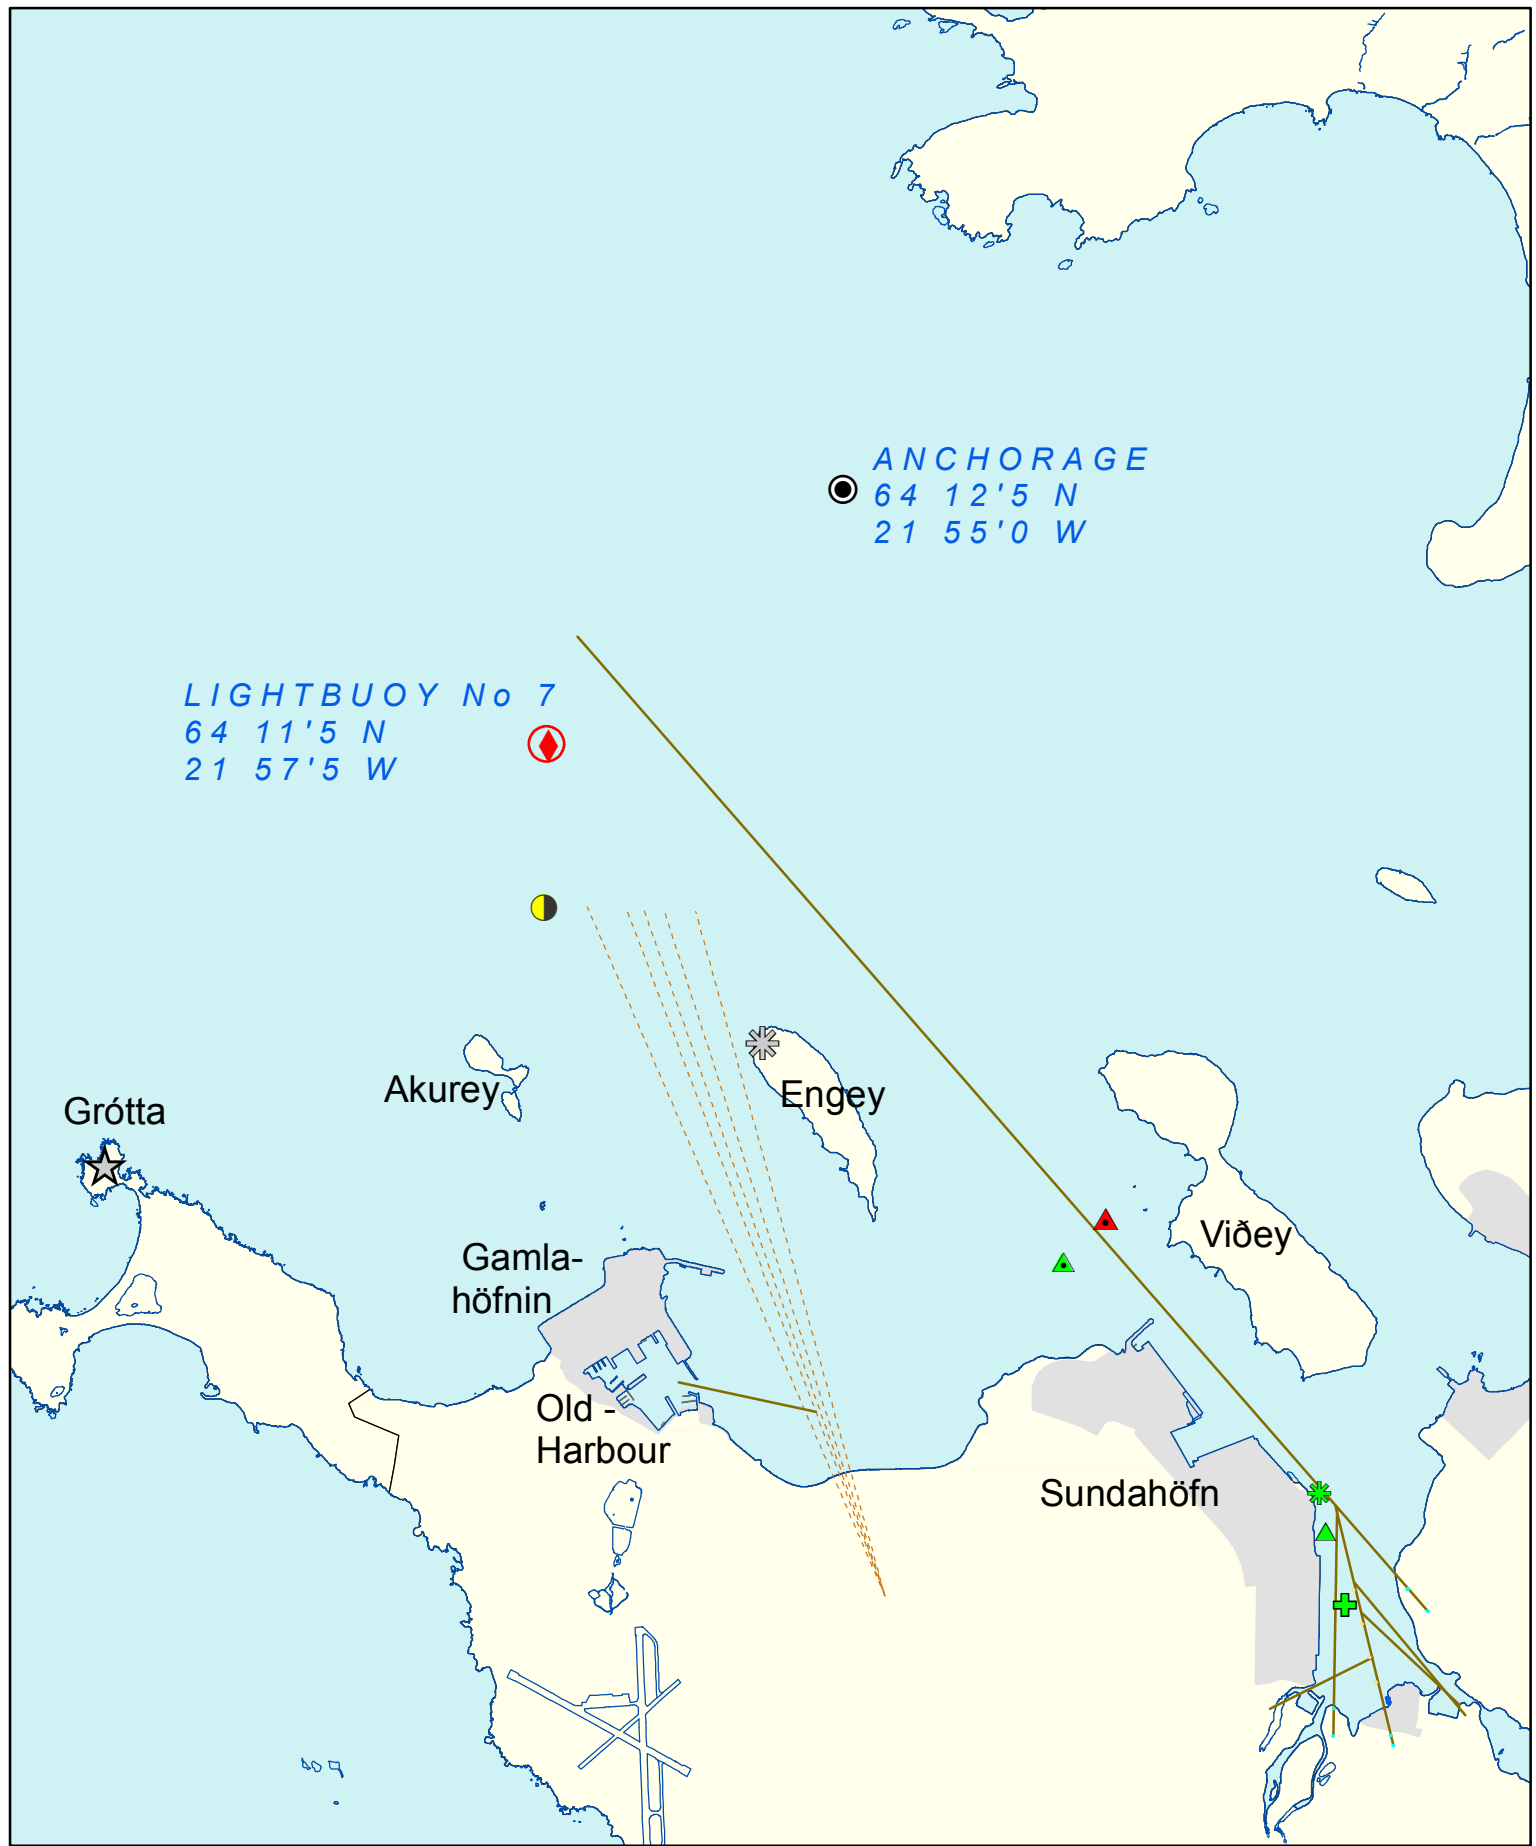 ANCHORAGE
64 12'5 N
21 55'0 W
LIGHTBUOY No 7
64 11'5 N
21 57'5 W
Akurey
Engey
Grótta
Viðey
Gamla-
höfnin
Old -
Harbour
Sundahöfn